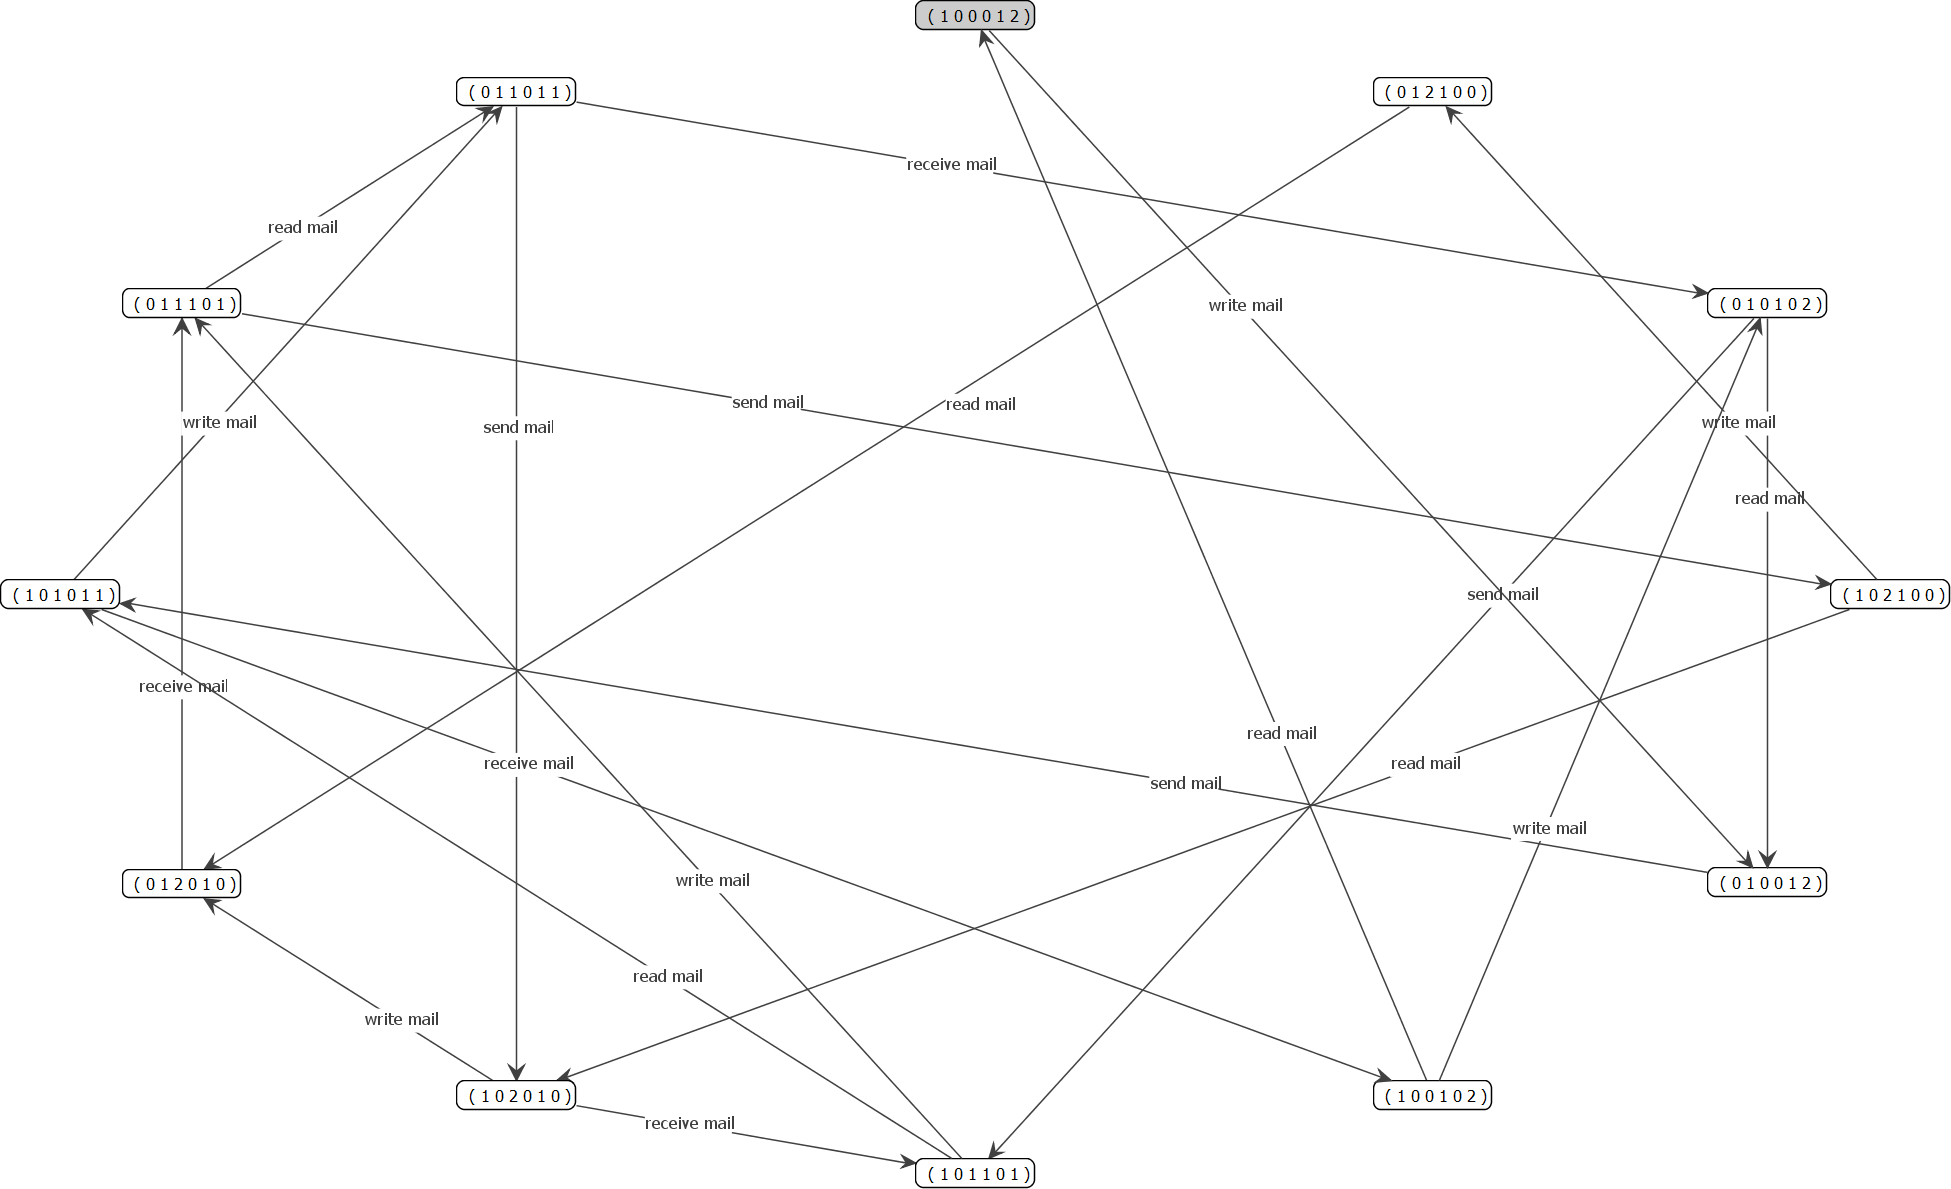 ( 1 0 0 0 1 2 )
( 0 1 1 0 1 1 )
( 0 1 2 1 0 0 )
receive mail
read mail
write mail
( 0 1 1 1 0 1 )
( 0 1 0 1 0 2 )
send mail
read mail
write mail
send mail
write mail
read mail
( 1 0 1 0 1 1 )
send mail
( 1 0 2 1 0 0 )
receive mail
read mail
receive mail
read mail
send mail
write mail
write mail
( 0 1 2 0 1 0 )
( 0 1 0 0 1 2 )
read mail
write mail
( 1 0 2 0 1 0 )
( 1 0 0 1 0 2 )
receive mail
( 1 0 1 1 0 1 )